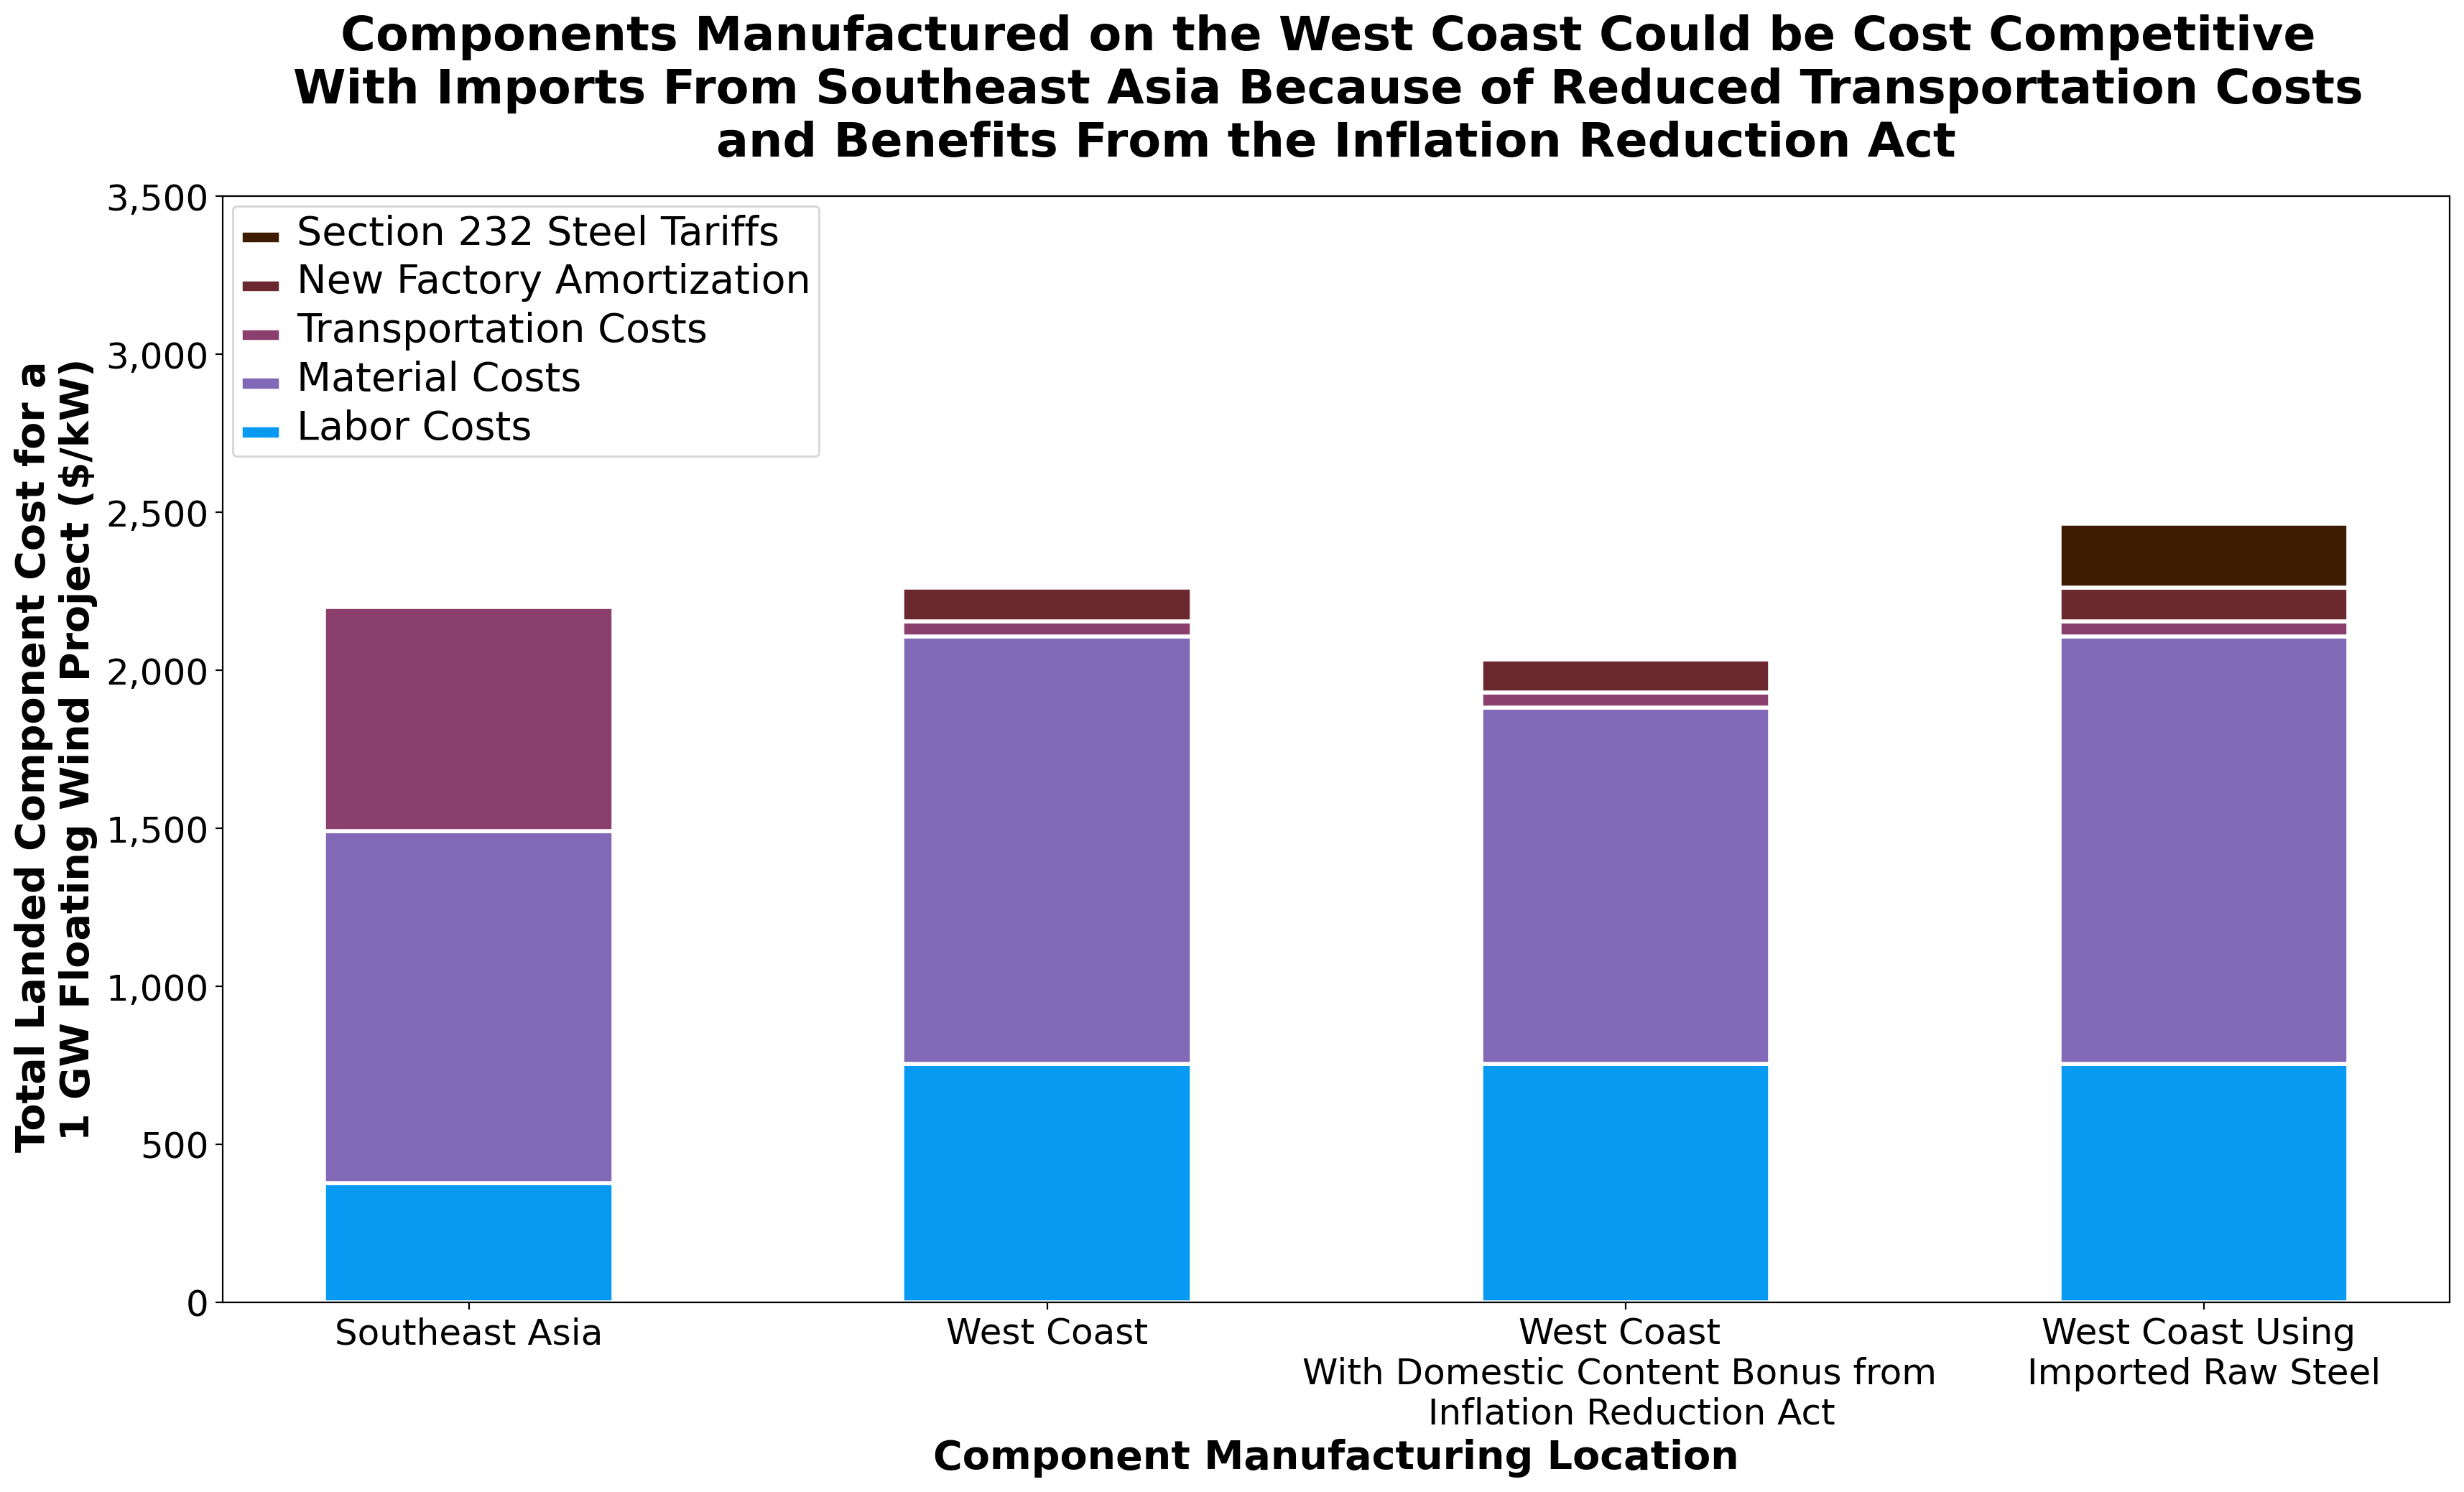 Components Manufactured on the West Coast Could be Cost Competitive
With Imports From Southeast Asia Because of Reduced Transportation Costs
and Benefits From the Inflation Reduction Act
Total Landed Component Cost for a
1 GW Floating Wind Project ($/kW)
3,500
3,000
2,500
2,000
1,500
1,000
500
0
Section 232 Steel Tariffs
New Factory Amortization
Transportation Costs
Material Costs
Labor Costs
Southeast Asia
West Coast
West Coast
With Domestic Content Bonus from
Inflation Reduction Act
West Coast Using
Imported Raw Steel
Component Manufacturing Location